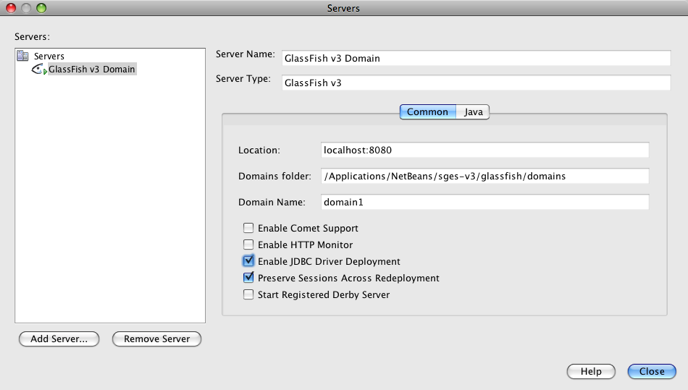 Servers
Servers:
Servers
GlassFish v3 Domain
Server Name: GlassFish v3 Domain
Server Type: GlassFish v3
Common Java
Location: localhost:8080
Domains folder: /Applications/NetBeans/sges-v3/glassfish/domains
Domain Name: domain1
Enable Comet Support
Enable HTTP Monitor
Enable JDBC Driver Deployment
Preserve Sessions Across Redeployment
Start Registered Derby Server
Add Server... Remove Server
Help Close